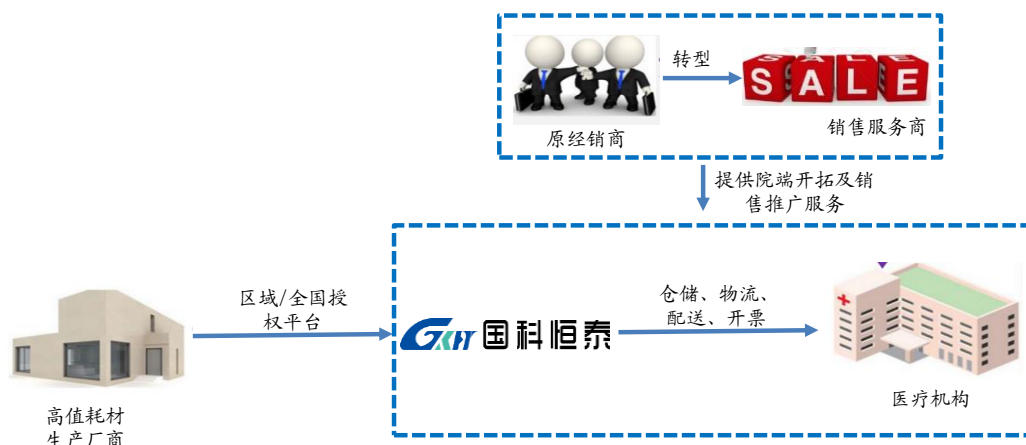 SALE
转型
原经销商
销售服务商
提供院端开拓及销
售推广服务
区域/全国授
权平台
GKHT 国科恒泰
仓储、物流、
配送、开票
高值耗材
生产厂商
医疗机构